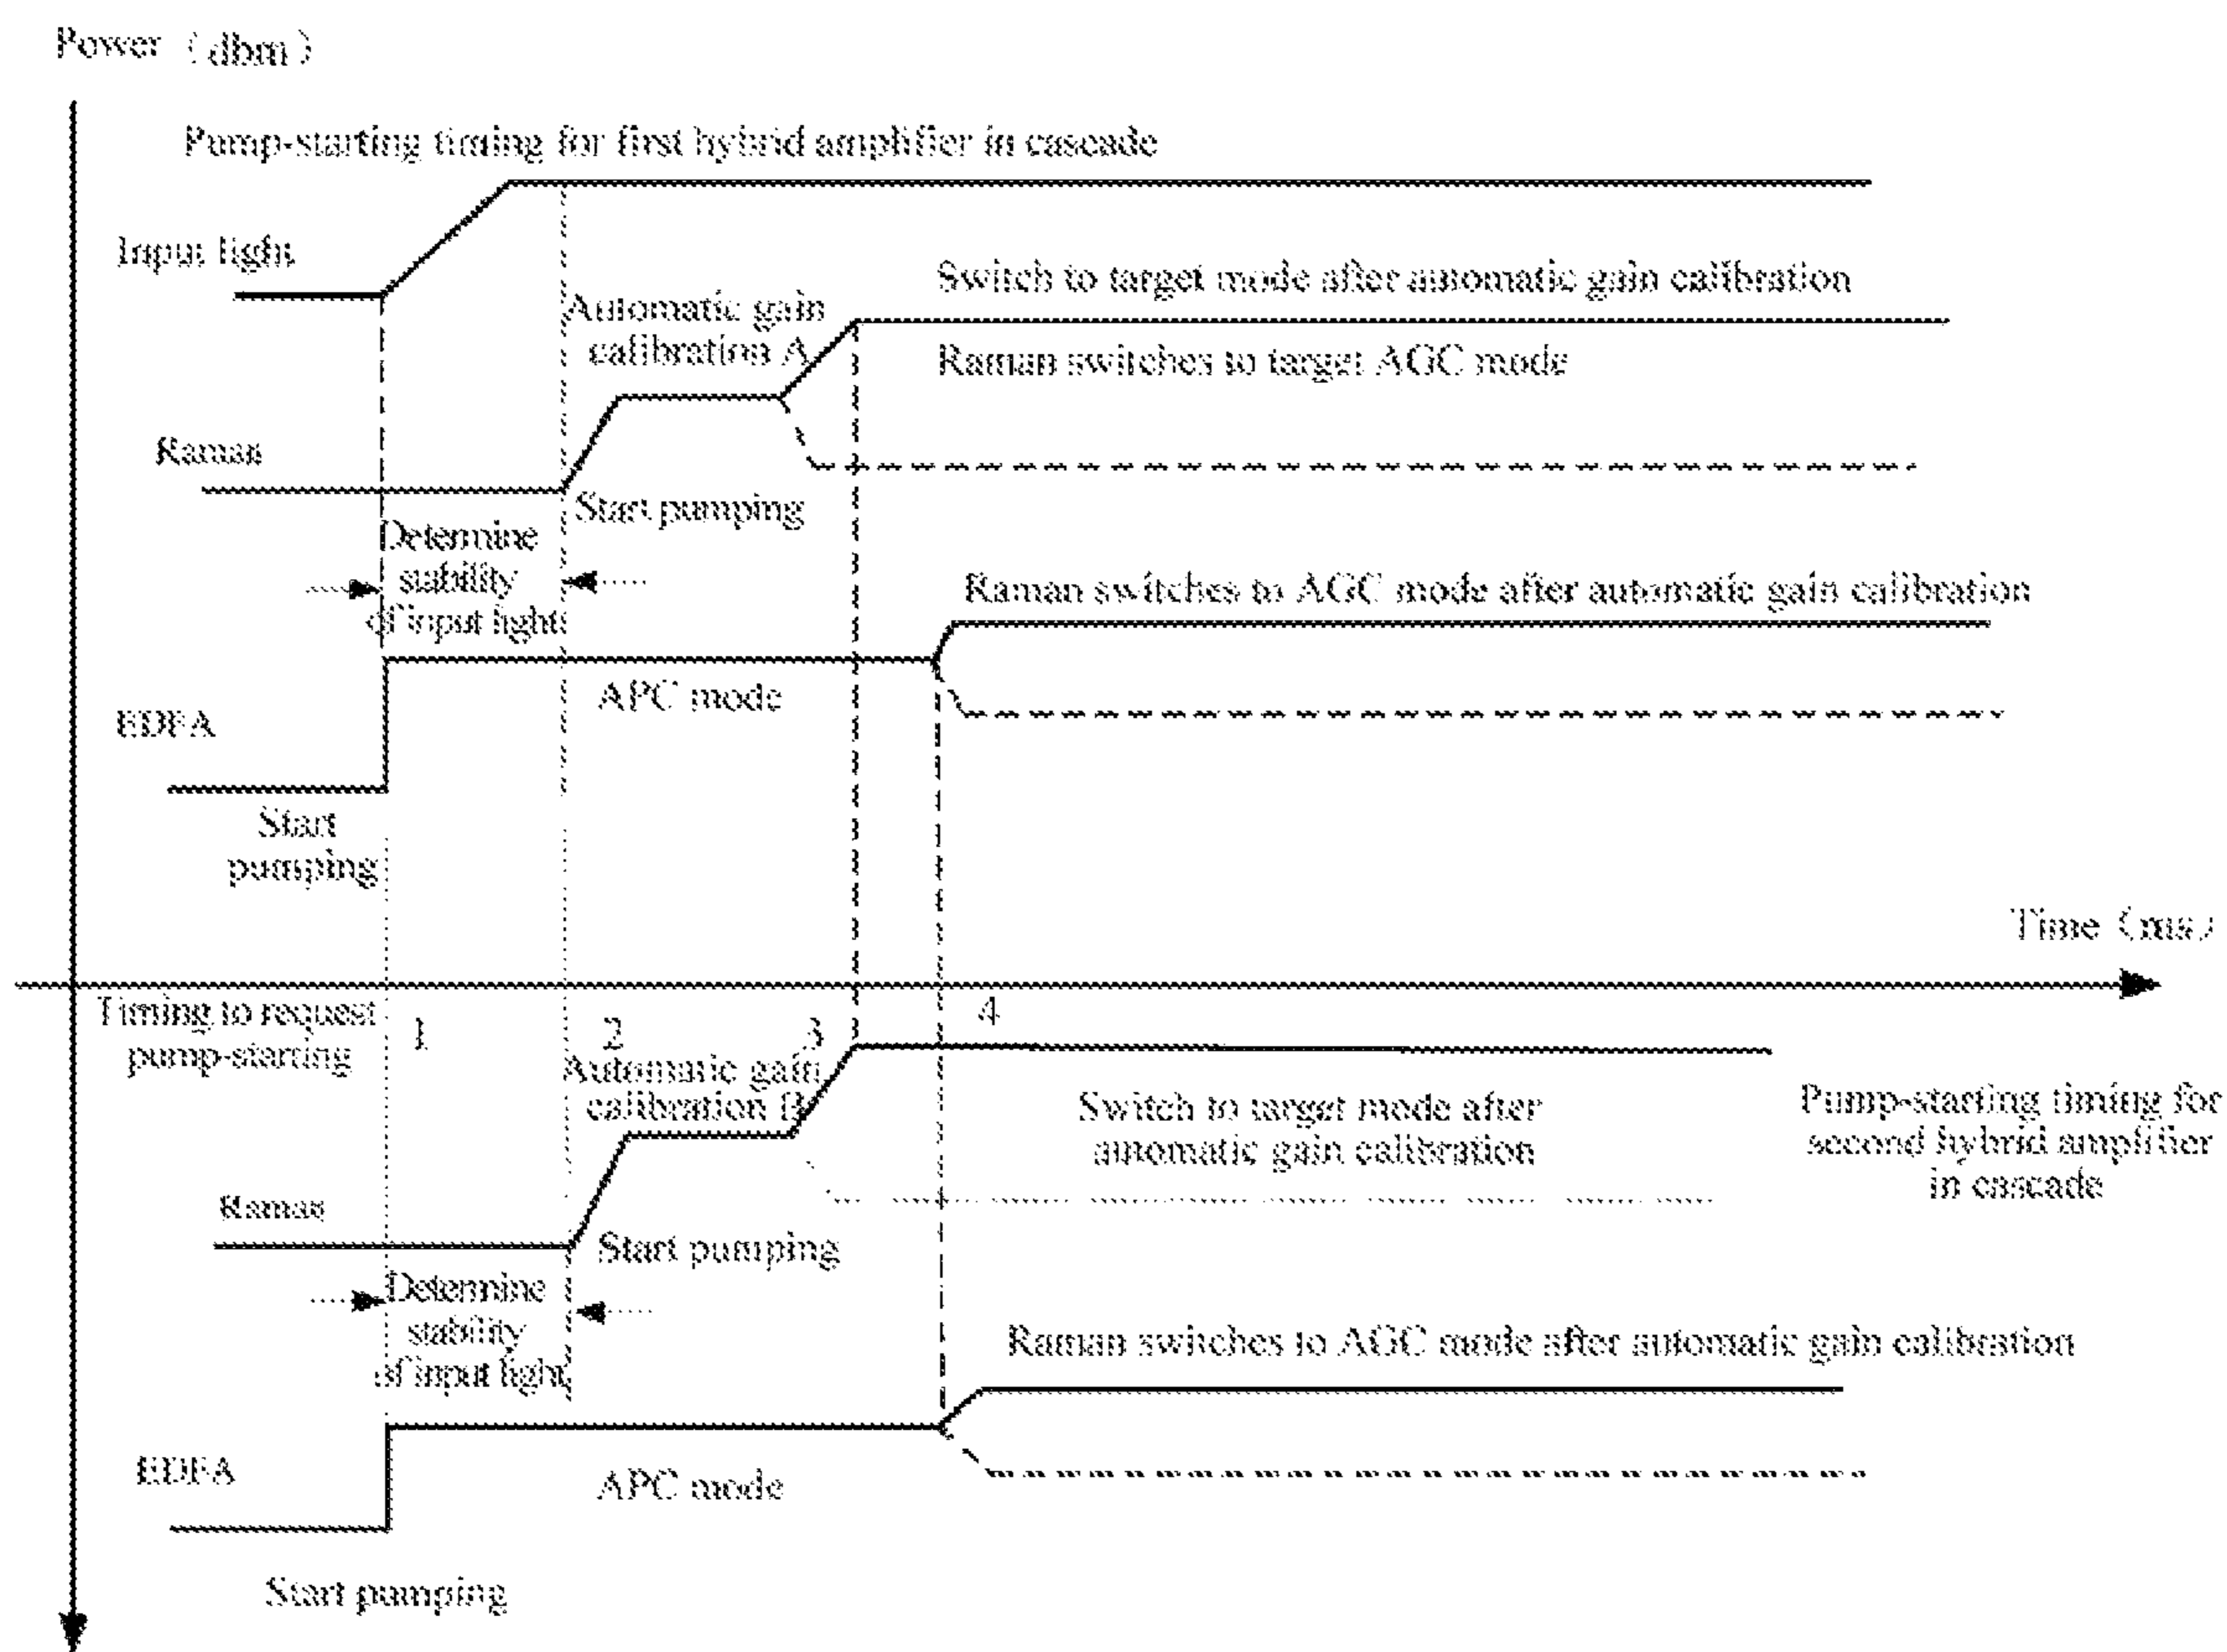 Power (dbm)
Pump-starting timing for first hybrid amplifier in cascade
Input light
Switch to target mode after automatic gain calibration
Automatic gain
calibration A
Raman switches to target AGC mode
Raman
Start pumping
Determine
stability
of input light
Raman switches to AGC mode after automatic gain calibration
APC mode
EDFA
Start
pumping
Time (ms)
Timing to request
pump-starting
1
2
3
4
Automatic gain
calibration B
Switch to target mode after
automatic gain calibration
Pump-starting timing for
second hybrid amplifier
in cascade
Raman
Start pumping
Determine
stability
of input light
Raman switches to AGC mode after automatic gain calibration
EDFA
APC mode
Start pumping